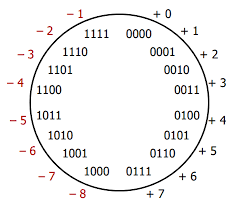 − 1 + 0
− 2 1111 0000 + 1
− 3 1110 0001 + 2
− 4 1101 0010 + 3
− 5 1100 0011 + 4
− 6 1011 0100 + 5
− 7 1010 0101 + 6
− 8 1001 0110 + 7
1000 0111